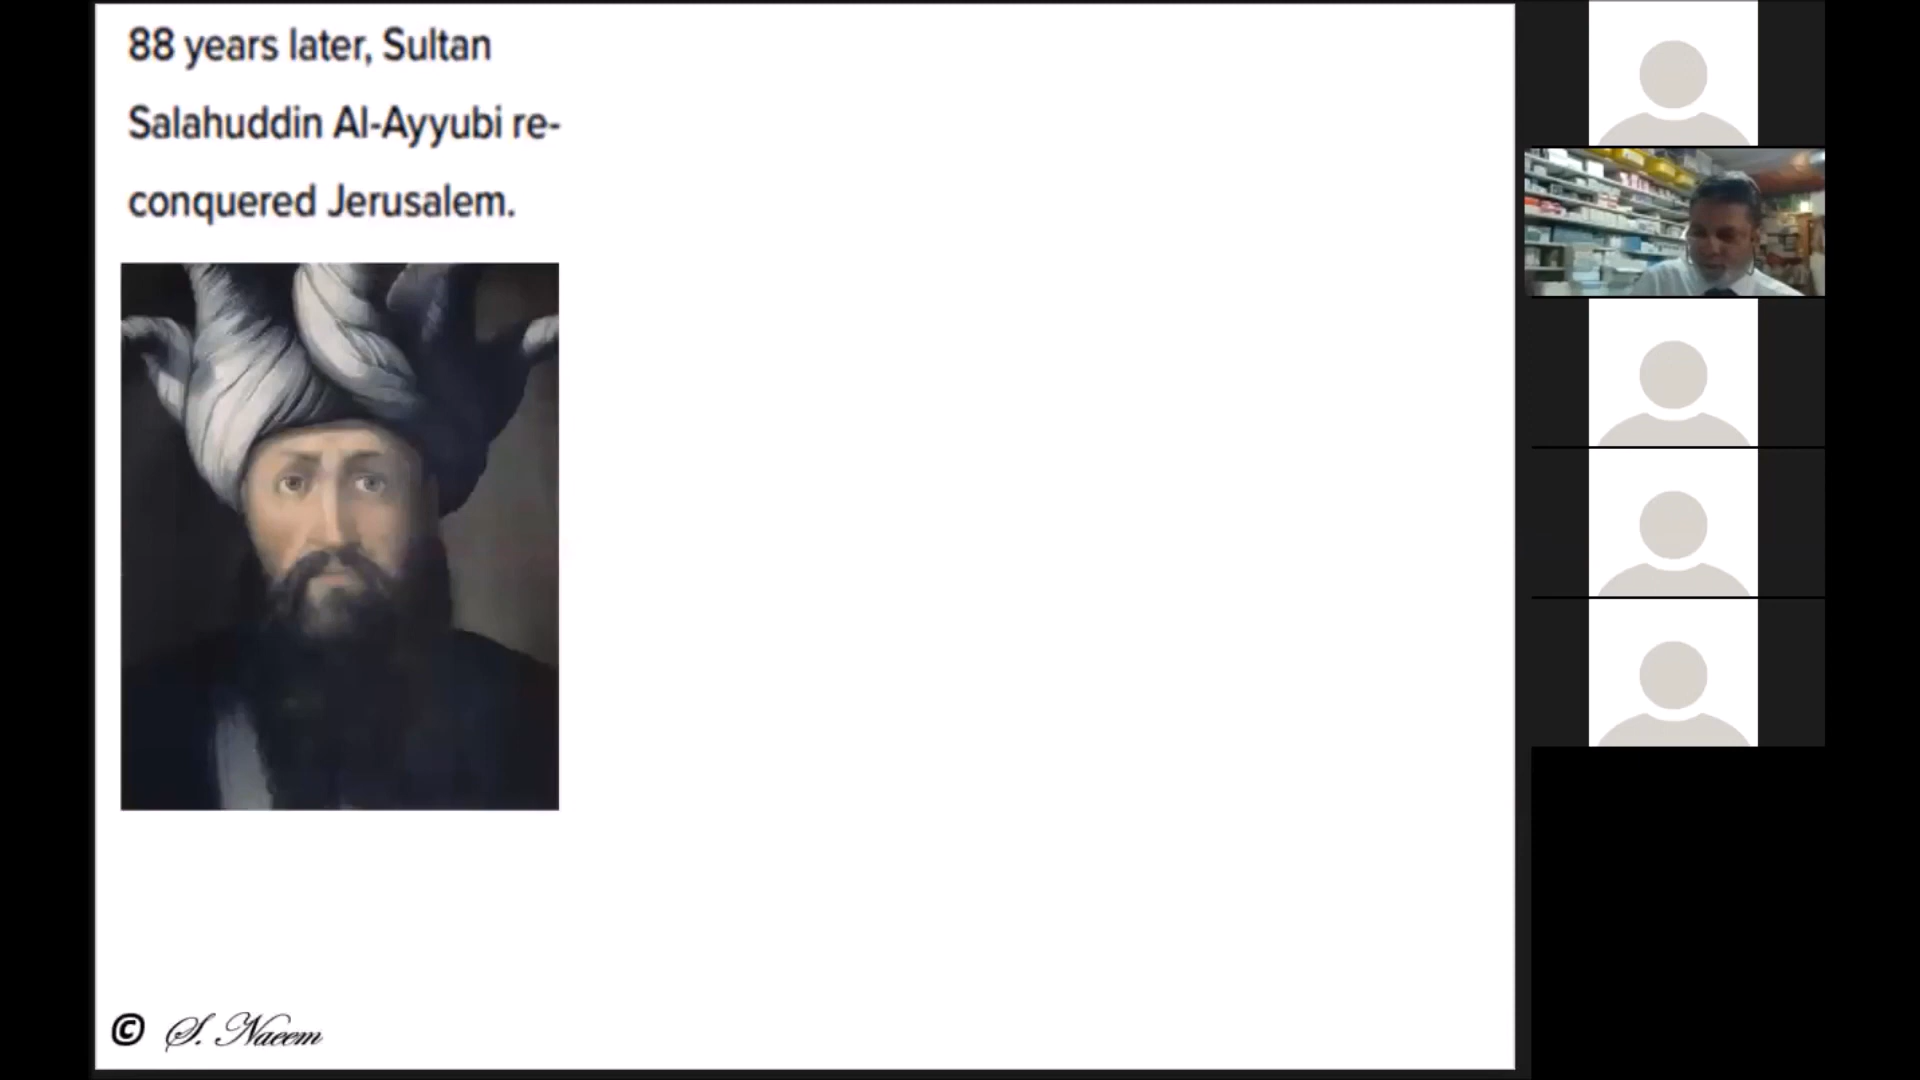 88 years later, Sultan
Salahuddin Al-Ayyubi re-
conquered Jerusalem.
© S. Naeem